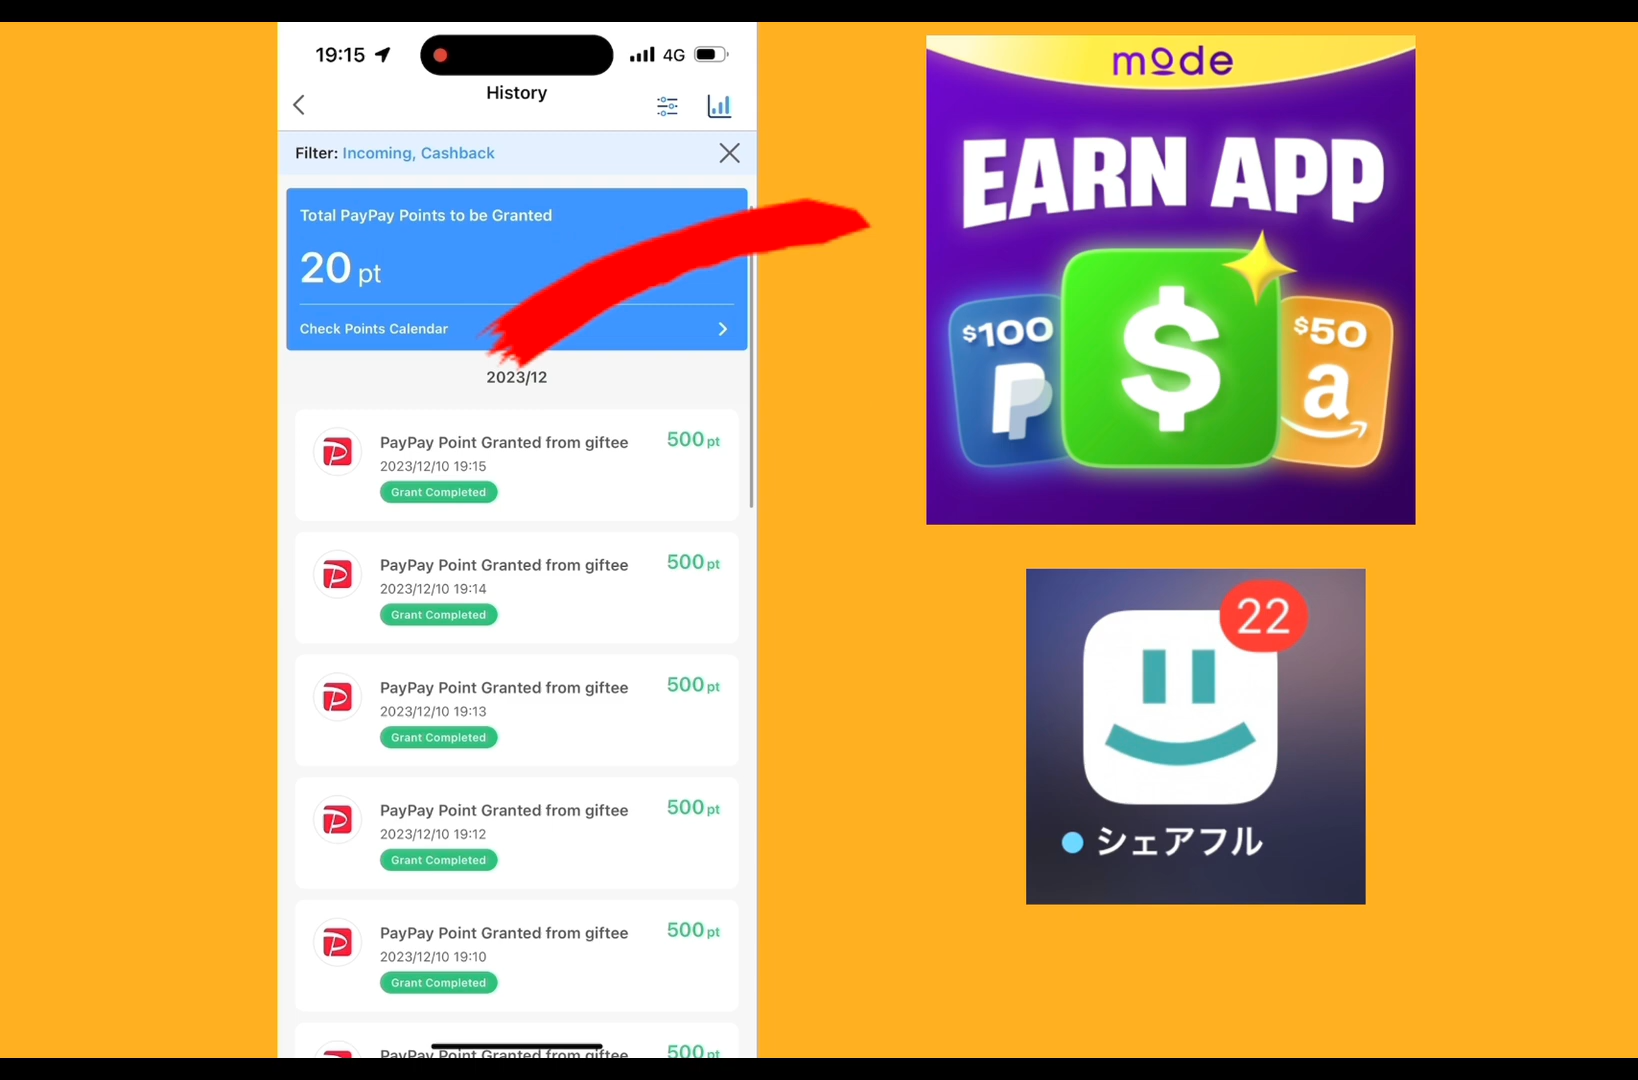 19:15
4G
History
Filter: Incoming, Cashback
Total PayPay Points to be Granted
20 pt
Check Points Calendar
2023/12
PayPay Point Granted from giftee
500 pt
2023/12/10 19:15
Grant Completed
PayPay Point Granted from giftee
500 pt
2023/12/10 19:14
Grant Completed
PayPay Point Granted from giftee
500 pt
2023/12/10 19:13
Grant Completed
PayPay Point Granted from giftee
500 pt
2023/12/10 19:12
Grant Completed
PayPay Point Granted from giftee
500 pt
2023/12/10 19:10
Grant Completed
PayPay Point Granted from giftee
500 pt
mode
EARN APP
$100
$
$50
a
22
シェアフル